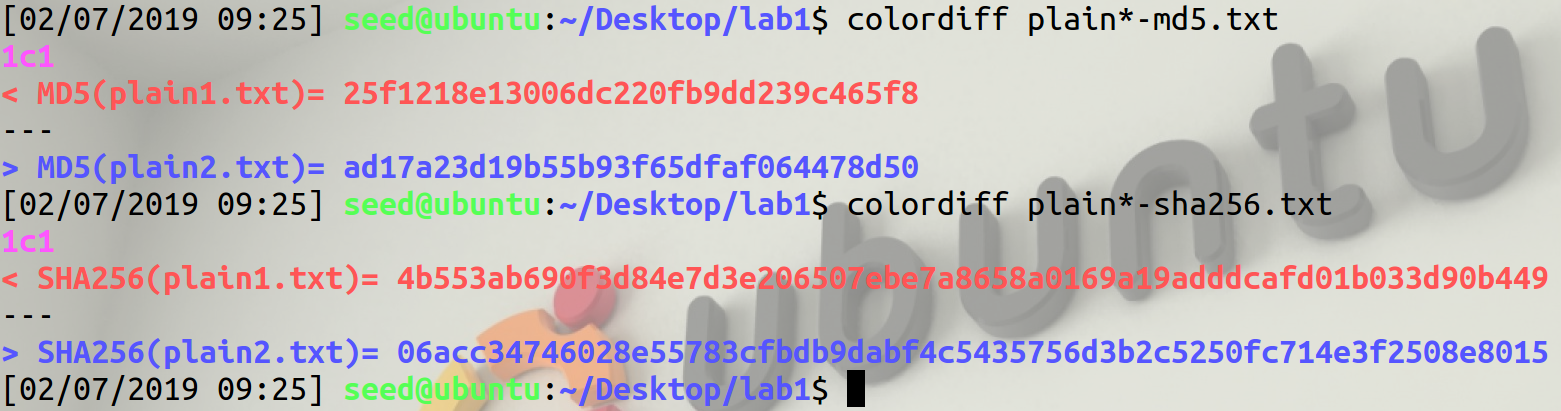 [02/07/2019 09:25] seed@ubuntu:~/Desktop/lab1$ colordiff plain*-md5.txt
1c1
< MD5(plain1.txt)= 25f1218e13006dc220fb9dd239c465f8
---
> MD5(plain2.txt)= ad17a23d19b55b93f65dfaf064478d50
[02/07/2019 09:25] seed@ubuntu:~/Desktop/lab1$ colordiff plain*-sha256.txt
1c1
< SHA256(plain1.txt)= 4b553ab690f3d84e7d3e206507ebe7a8658a0169a19adddcafd01b033d90b449
---
> SHA256(plain2.txt)= 06acc34746028e55783cfbdb9dabf4c5435756d3b2c5250fc714e3f2508e8015
[02/07/2019 09:25] seed@ubuntu:~/Desktop/lab1$
ubuntu